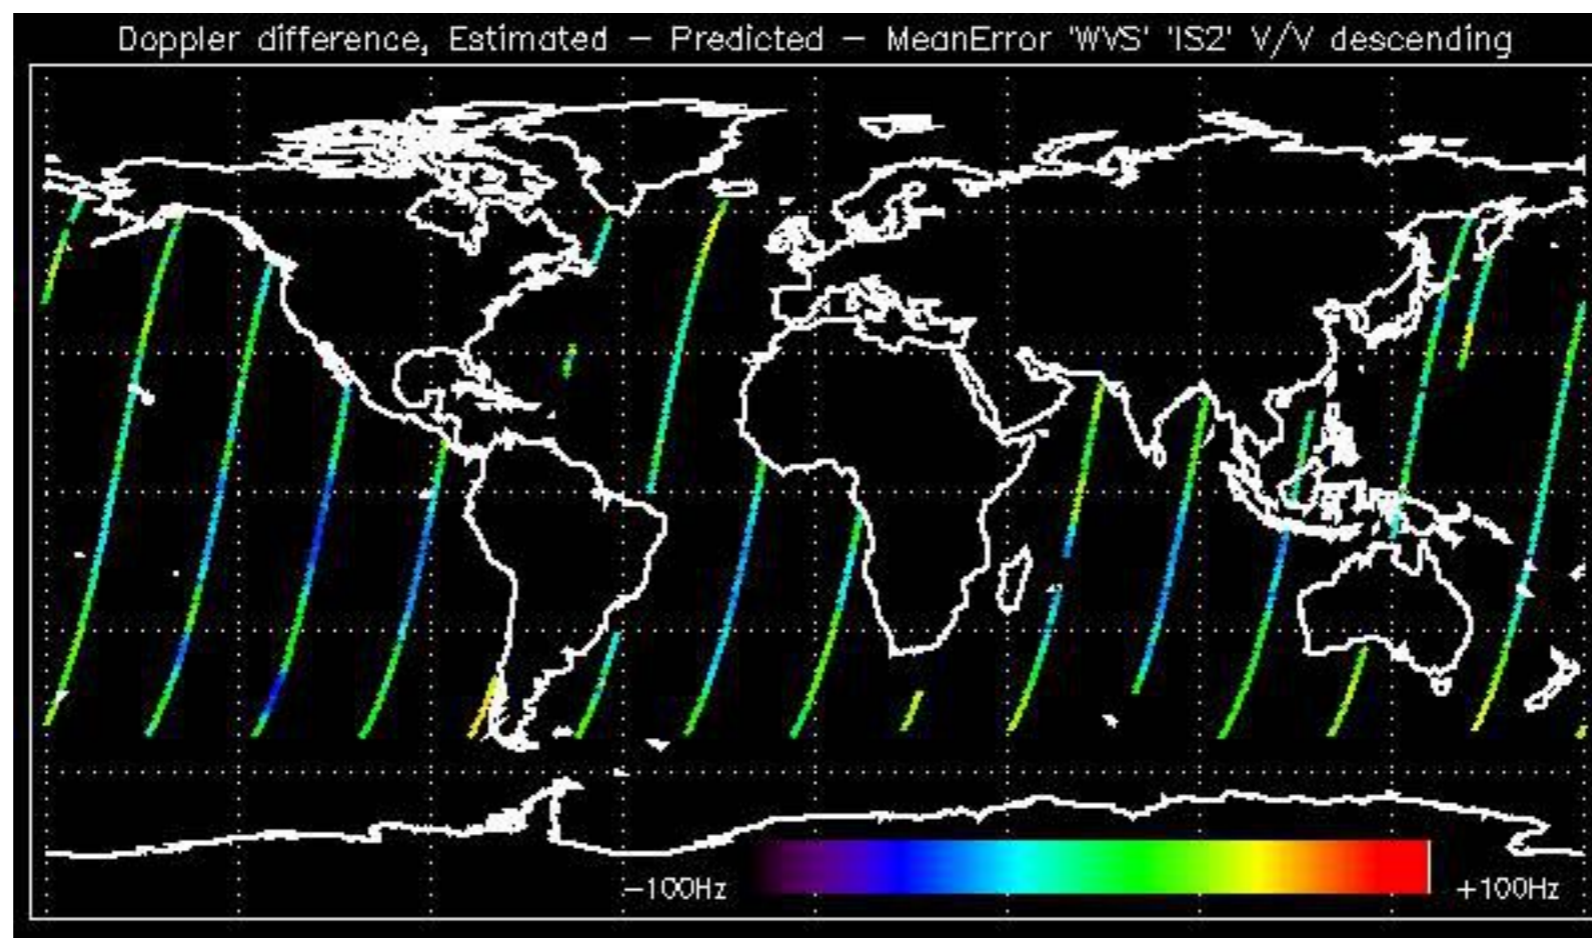 Doppler difference, Estimated - Predicted - MeanError 'WVS' 'IS2' V/V descending
-100Hz +100Hz